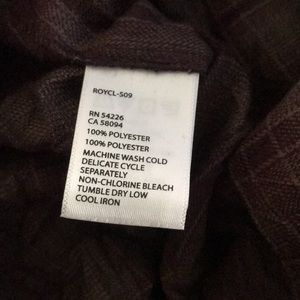 ROYCL-S09
RN 54226
CA 58094
100% POLYESTER
100% POLYESTER
MACHINE WASH COLD
DELICATE CYCLE
SEPARATELY
NON-CHLORINE BLEACH
TUMBLE DRY LOW
COOL IRON